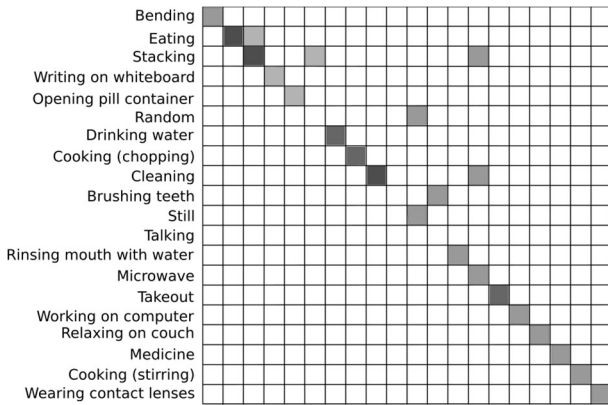 Bending
Eating
Stacking
Writing on whiteboard
Opening pill container
Random
Drinking water
Cooking (chopping)
Cleaning
Brushing teeth
Still
Talking
Rinsing mouth with water
Microwave
Takeout
Working on computer
Relaxing on couch
Medicine
Cooking (stirring)
Wearing contact lenses